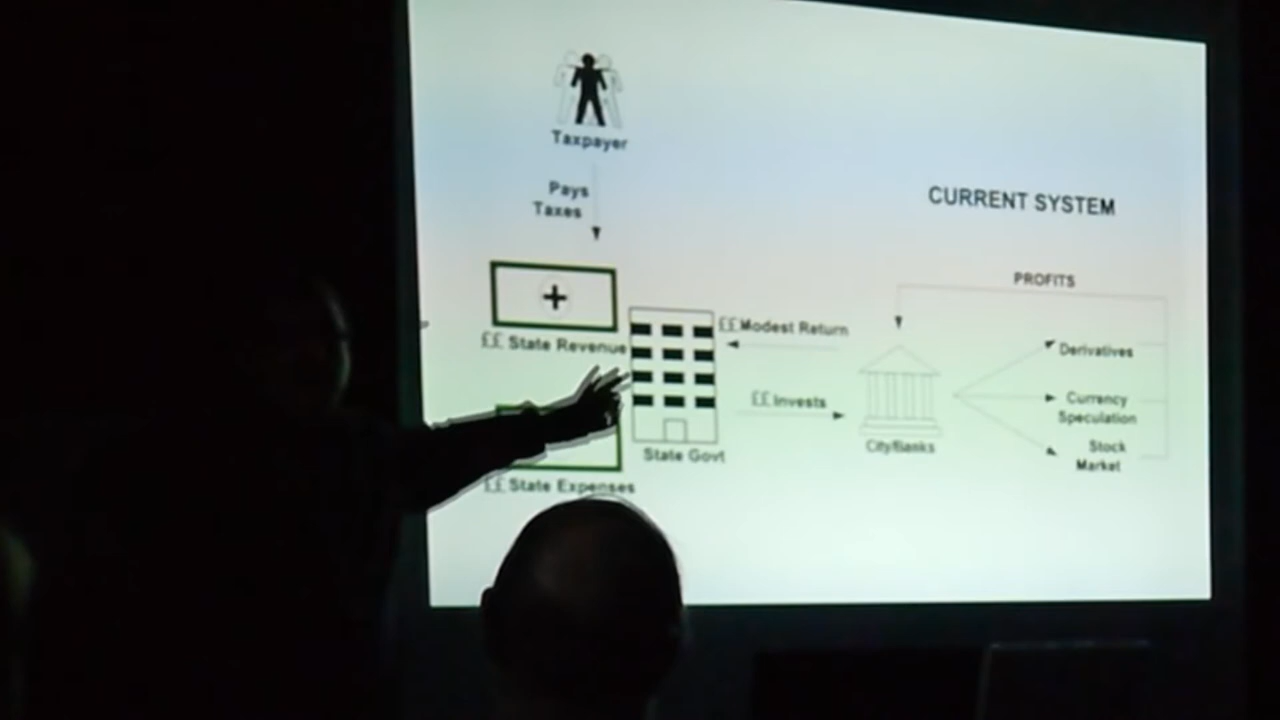 Taxpayer
Pays
Taxes
CURRENT SYSTEM
PROFITS
££ State Revenue
££ Modest Return
££ Invests
Derivatives
Currency
Speculation
Stock
Market
City/Banks
State Govt
££ State Expenses